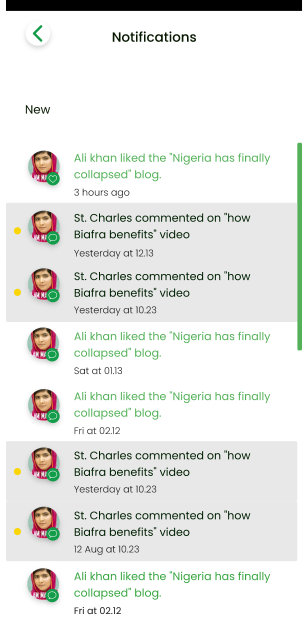 Notifications
New
Ali khan liked the "Nigeria has finally
collapsed" blog.
3 hours ago
St. Charles commented on "how
Biafra benefits" video
Yesterday at 12.13
St. Charles commented on "how
Biafra benefits" video
Yesterday at 10.23
Ali khan liked the "Nigeria has finally
collapsed" blog.
Sat at 01.13
Ali khan liked the "Nigeria has finally
collapsed" blog.
Fri at 02.12
St. Charles commented on "how
Biafra benefits" video
Yesterday at 10.23
St. Charles commented on "how
Biafra benefits" video
12 Aug at 10.23
Ali khan liked the "Nigeria has finally
collapsed" blog.
Fri at 02.12